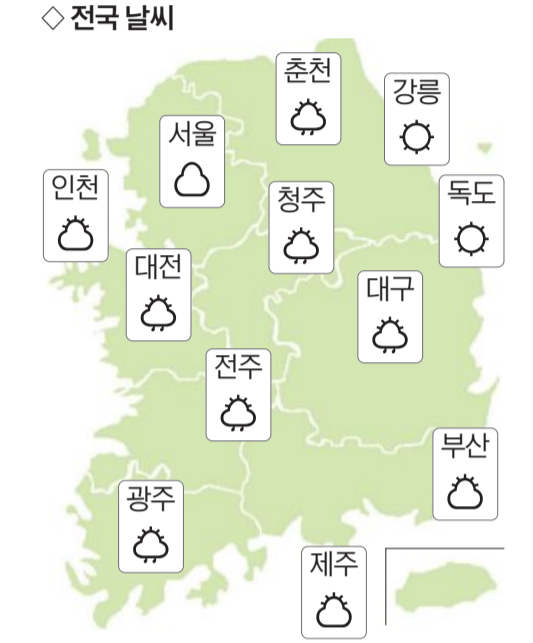 ◇ 전국 날씨
춘천
강릉
서울
인천
청주
독도
대전
대구
전주
부산
광주
제주